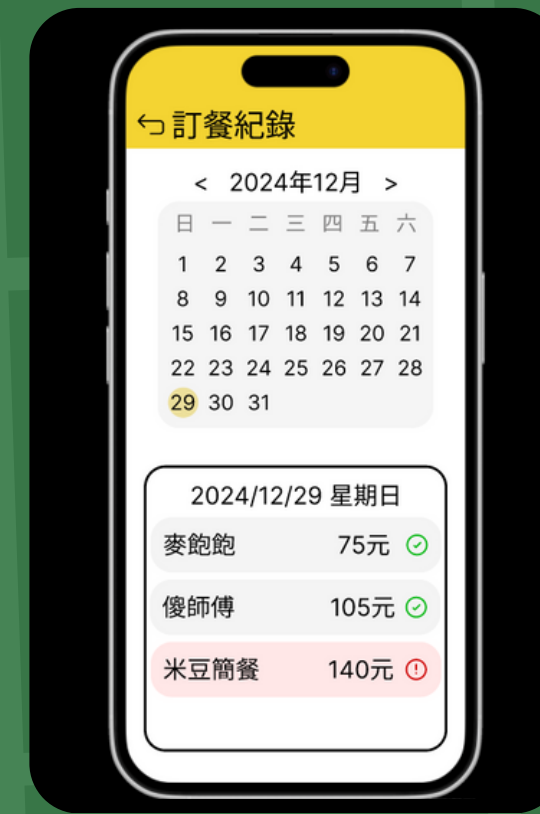 訂餐紀錄
< 2024年12月 >
日 一 二 三 四 五 六
1 2 3 4 5 6 7
8 9 10 11 12 13 14
15 16 17 18 19 20 21
22 23 24 25 26 27 28
29 30 31
2024/12/29 星期日
麥飽飽 75元
傻師傅 105元
米豆簡餐 140元